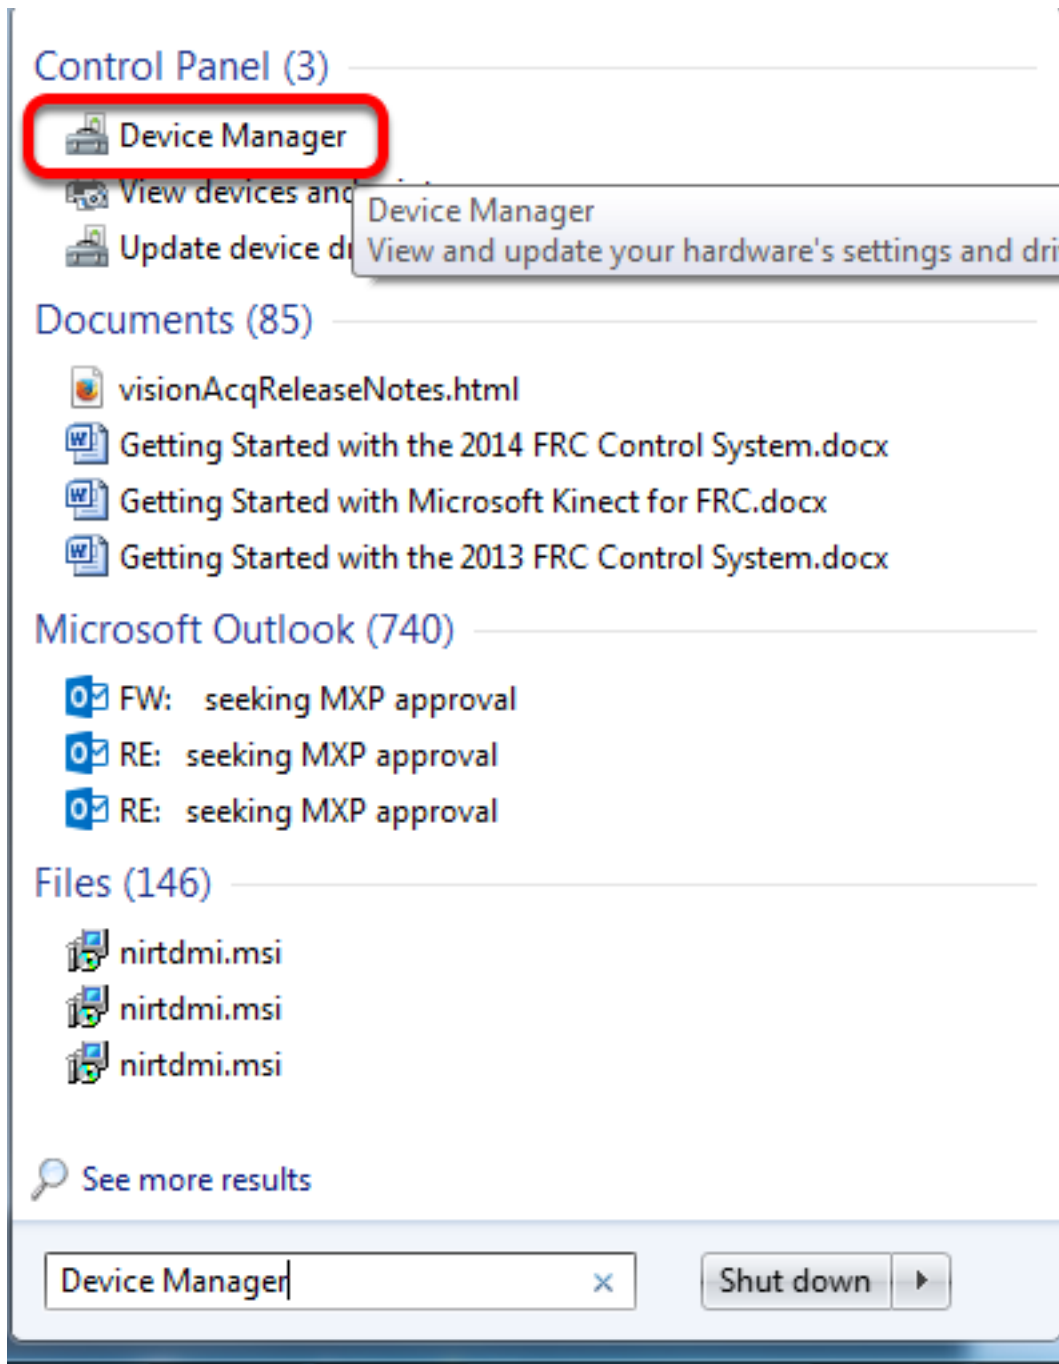 Control Panel (3)
Device Manager
View devices and
Device Manager
Update device
View and update your hardware's settings and
Documents (85)
visionAcqReleaseNotes.html
Getting Started with the 2014 FRC Control System.docx
Getting Started with Microsoft Kinect for FRC.docx
Getting Started with the 2013 FRC Control System.docx
Microsoft Outlook (740)
FW: seeking MXP approval
RE: seeking MXP approval
RE: seeking MXP approval
Files (146)
nirtdmi.msi
nirtdmi.msi
nirtdmi.msi
See more results
Device Manager
Shut down